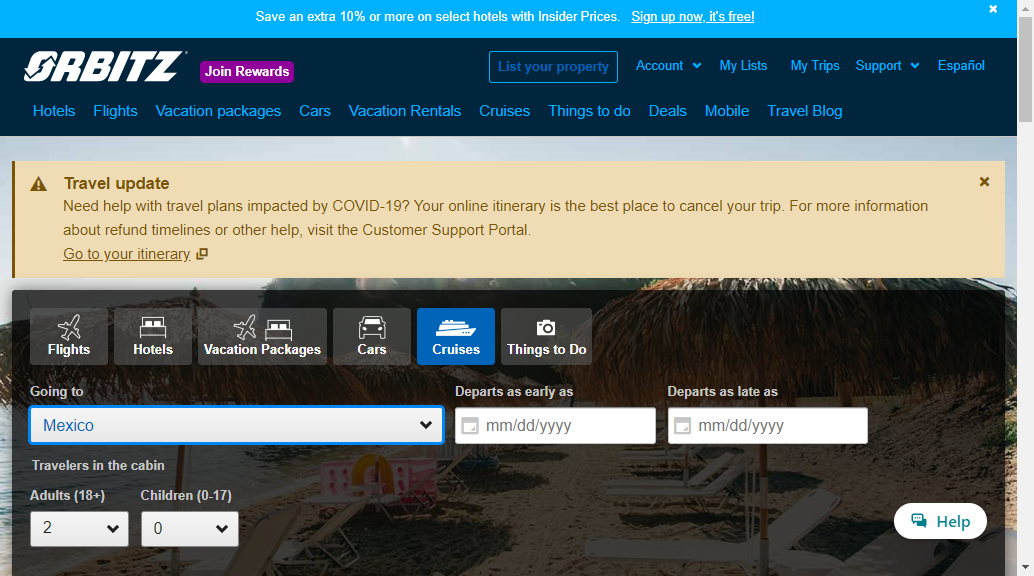 Save an extra 10% or more on select hotels with Insider Prices. Sign up now, it's free!
ORBITZ Join Rewards List your property Account My Lists My Trips Support Español
Hotels Flights Vacation packages Cars Vacation Rentals Cruises Things to do Deals Mobile Travel Blog
Travel update
Need help with travel plans impacted by COVID-19? Your online itinerary is the best place to cancel your trip. For more information
about refund timelines or other help, visit the Customer Support Portal.
Go to your itinerary
Flights Hotels Vacation Packages Cars Cruises Things to Do
Going to Departs as early as Departs as late as
Mexico mm/dd/yyyy mm/dd/yyyy
Travelers in the cabin
Adults (18+) Children (0-17)
2 0
Help